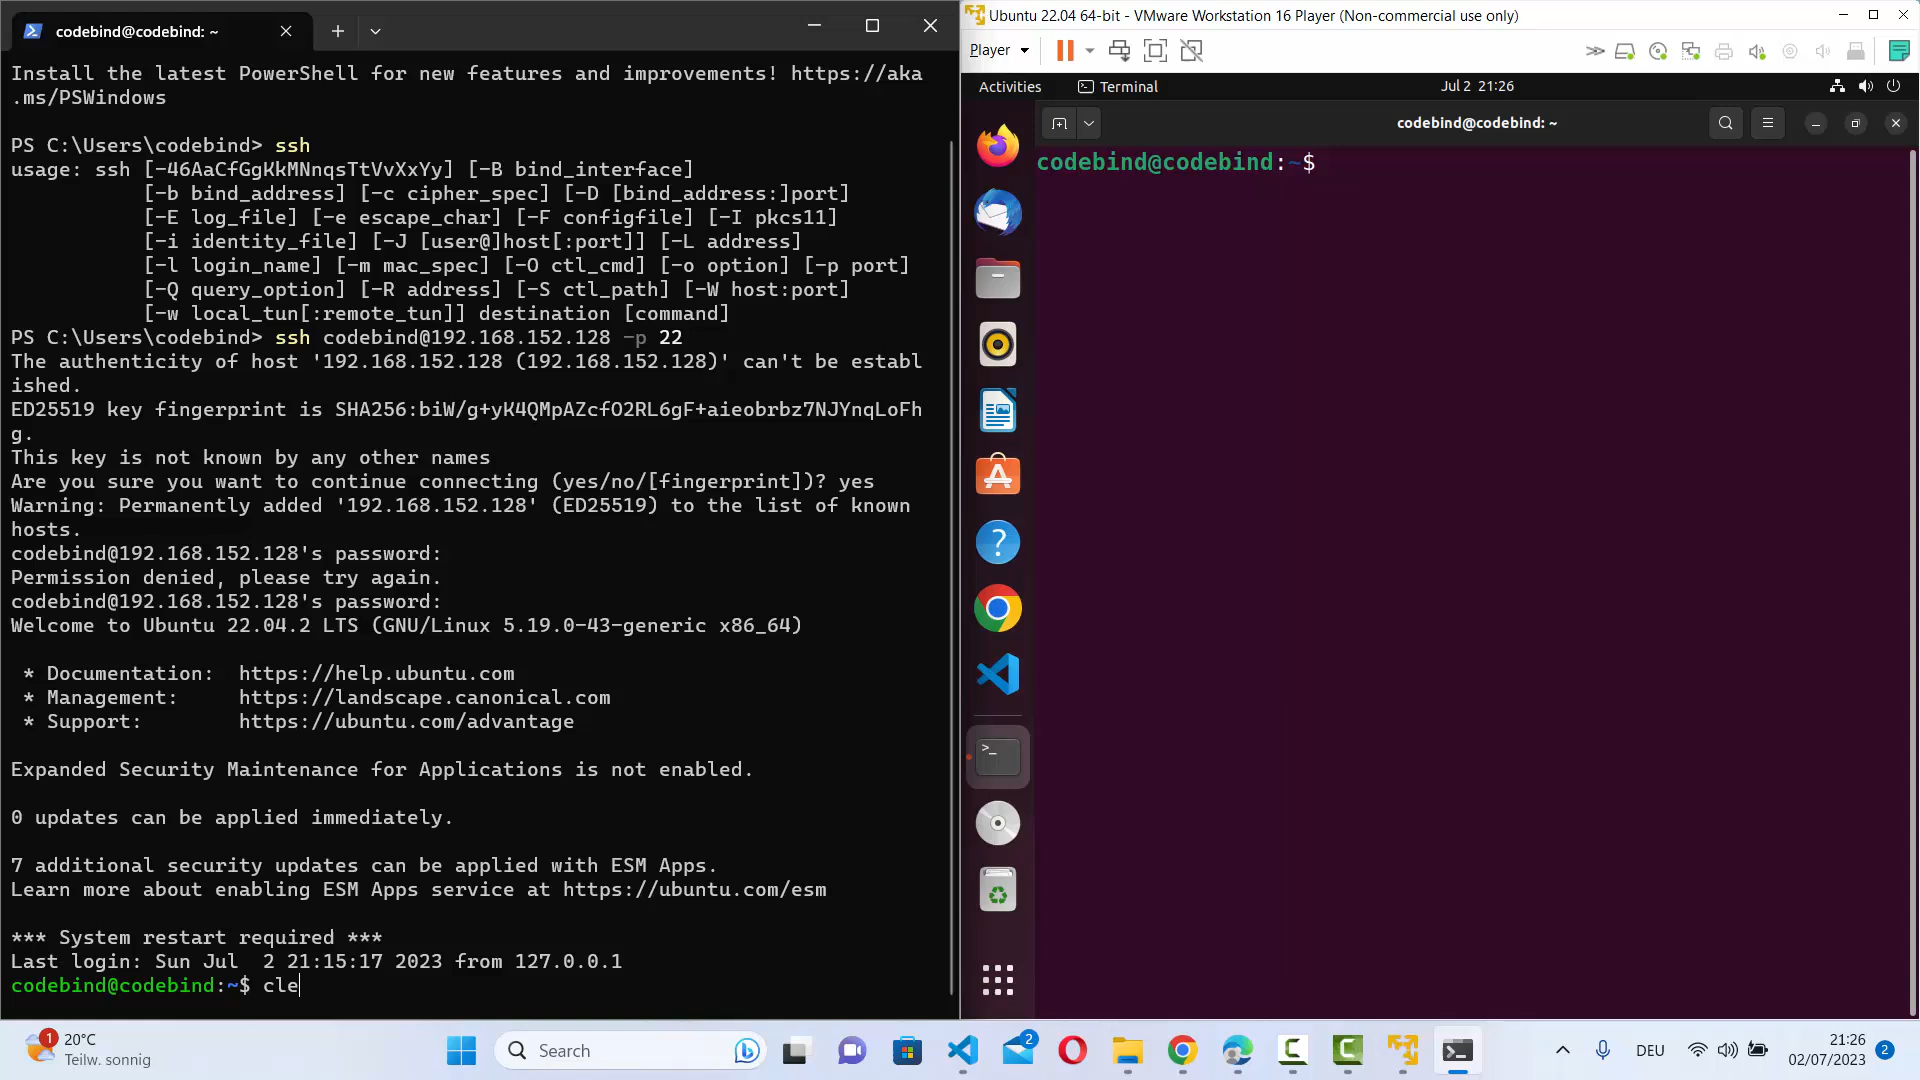 codebind@codebind: ~
Install the latest PowerShell for new features and improvements! https://aka
.ms/PSWindows
PS C:\Users\codebind> ssh
usage: ssh [-46AaCfGgKkMNnqsTtVvXxYy] [-B bind_interface]
[-b bind_address] [-c cipher_spec] [-D [bind_address:]port]
[-E log_file] [-e escape_char] [-F configfile] [-I pkcs11]
[-i identity_file] [-J [user@]host[:port]] [-L address]
[-l login_name] [-m mac_spec] [-O ctl_cmd] [-o option] [-p port]
[-Q query_option] [-R address] [-S ctl_path] [-W host:port]
[-w local_tun[:remote_tun]] destination [command]
PS C:\Users\codebind> ssh codebind@192.168.152.128 -p 22
The authenticity of host '192.168.152.128 (192.168.152.128)' can't be establ
ished.
ED25519 key fingerprint is SHA256:biW/g+yK4QMpAZcfO2RL6gF+aieobrbz7NJYnqLoFh
g.
This key is not known by any other names
Are you sure you want to continue connecting (yes/no/[fingerprint])? yes
Warning: Permanently added '192.168.152.128' (ED25519) to the list of known
hosts.
codebind@192.168.152.128's password:
Permission denied, please try again.
codebind@192.168.152.128's password:
Welcome to Ubuntu 22.04.2 LTS (GNU/Linux 5.19.0-43-generic x86_64)
* Documentation: https://help.ubuntu.com
* Management: https://landscape.canonical.com
* Support: https://ubuntu.com/advantage
Expanded Security Maintenance for Applications is not enabled.
0 updates can be applied immediately.
7 additional security updates can be applied with ESM Apps.
Learn more about enabling ESM Apps service at https://ubuntu.com/esm
*** System restart required ***
Last login: Sun Jul  2 21:15:17 2023 from 127.0.0.1
codebind@codebind:~$ cle
Ubuntu 22.04 64-bit - VMware Workstation 16 Player (Non-commercial use only)
Player
Activities Terminal Jul 2 21:26
codebind@codebind: ~
codebind@codebind:~$
1 20°C
Teilw. sonnig
Search
2
DEU
21:26
02/07/2023
2